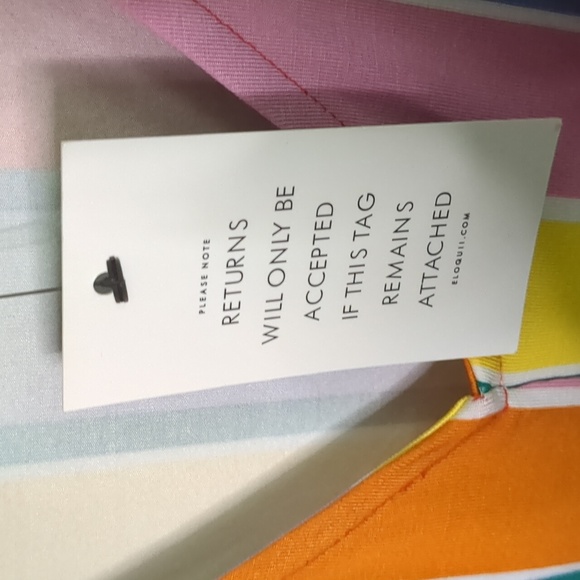 PLEASE NOTE
RETURNS
WILL ONLY BE
ACCEPTED
IF THIS TAG
REMAINS
ATTACHED
ELOQUII.COM